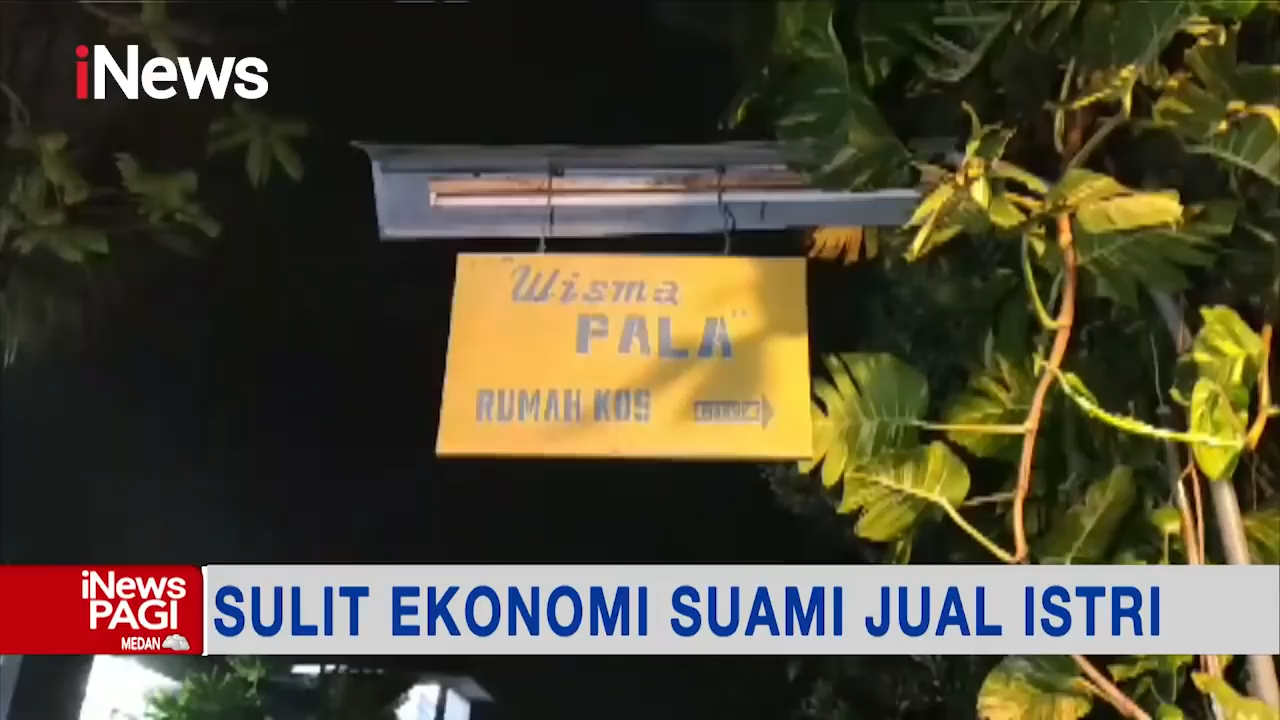 iNews
"Wisma
PALA"
RUMAH KOS
iNews
PAGI
MEDAN
SULIT EKONOMI SUAMI JUAL ISTRI